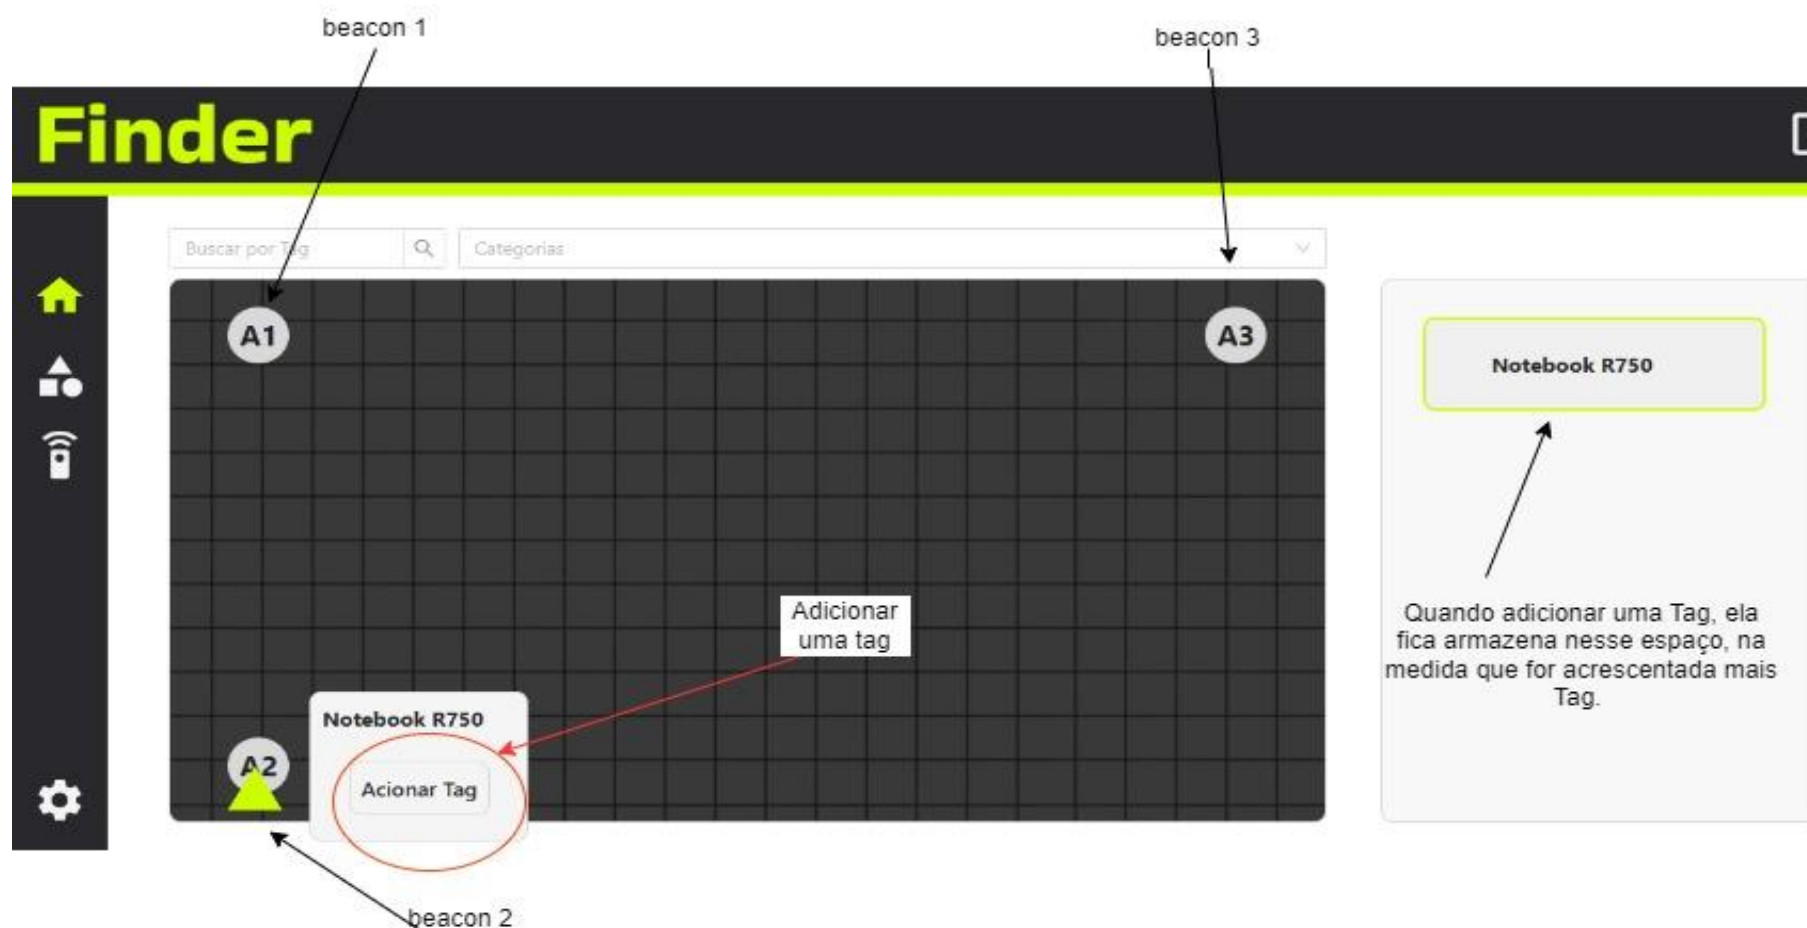 beacon 1
beacon 3
Finder
Buscar por Tag
Categorias
A1
A3
Notebook R750
Adicionar
uma tag
Quando adicionar uma Tag, ela
fica armazena nesse espaço, na
medida que for acrescentada mais
Tag.
Notebook R750
A2
Acionar Tag
beacon 2